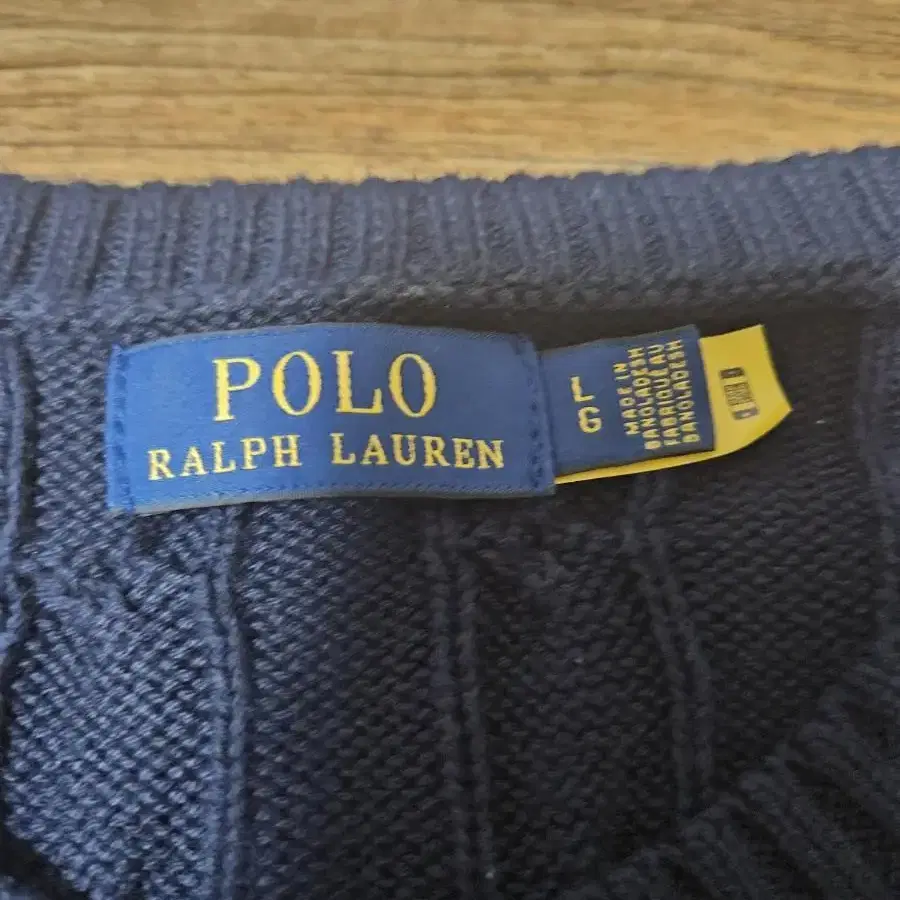 POLO
RALPH LAUREN
L
G
MADE IN
BANGLADESH
FABRIQUÉ AU
BANGLADESH